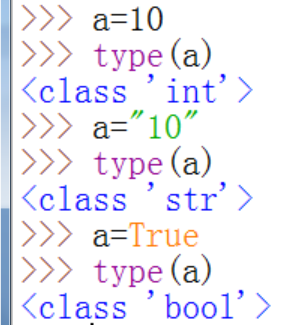 >>> a=10
>>> type(a)
<class 'int'>
>>> a="10"
>>> type(a)
<class 'str'>
>>> a=True
>>> type(a)
<class 'bool'>